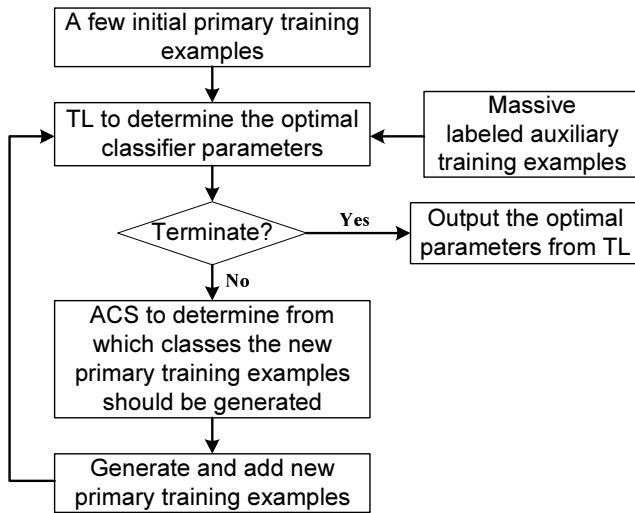 A few initial primary training
examples
TL to determine the optimal
classifier parameters
Massive
labeled auxiliary
training examples
Terminate?
Yes
Output the optimal
parameters from TL
No
ACS to determine from
which classes the new
primary training examples
should be generated
Generate and add new
primary training examples